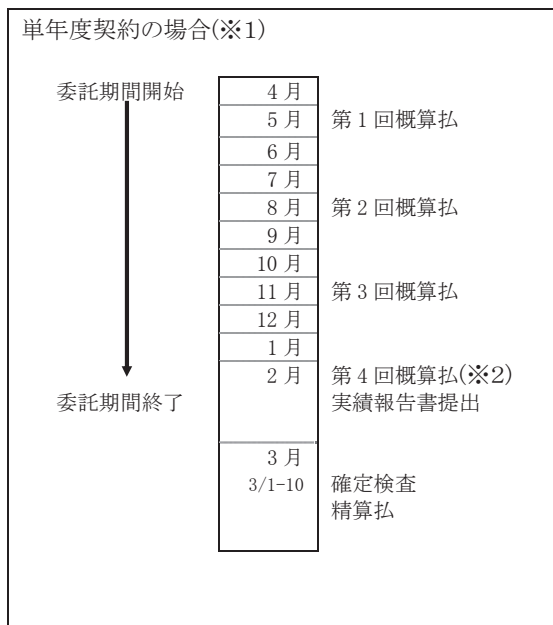 単年度契約の場合(※1)
委託期間開始 4月
5月 第1回概算払
6月
7月
8月 第2回概算払
9月
10月
11月 第3回概算払
12月
1月
2月 第4回概算払(※2)
委託期間終了 実績報告書提出
3月
3/1-10 確定検査
精算払